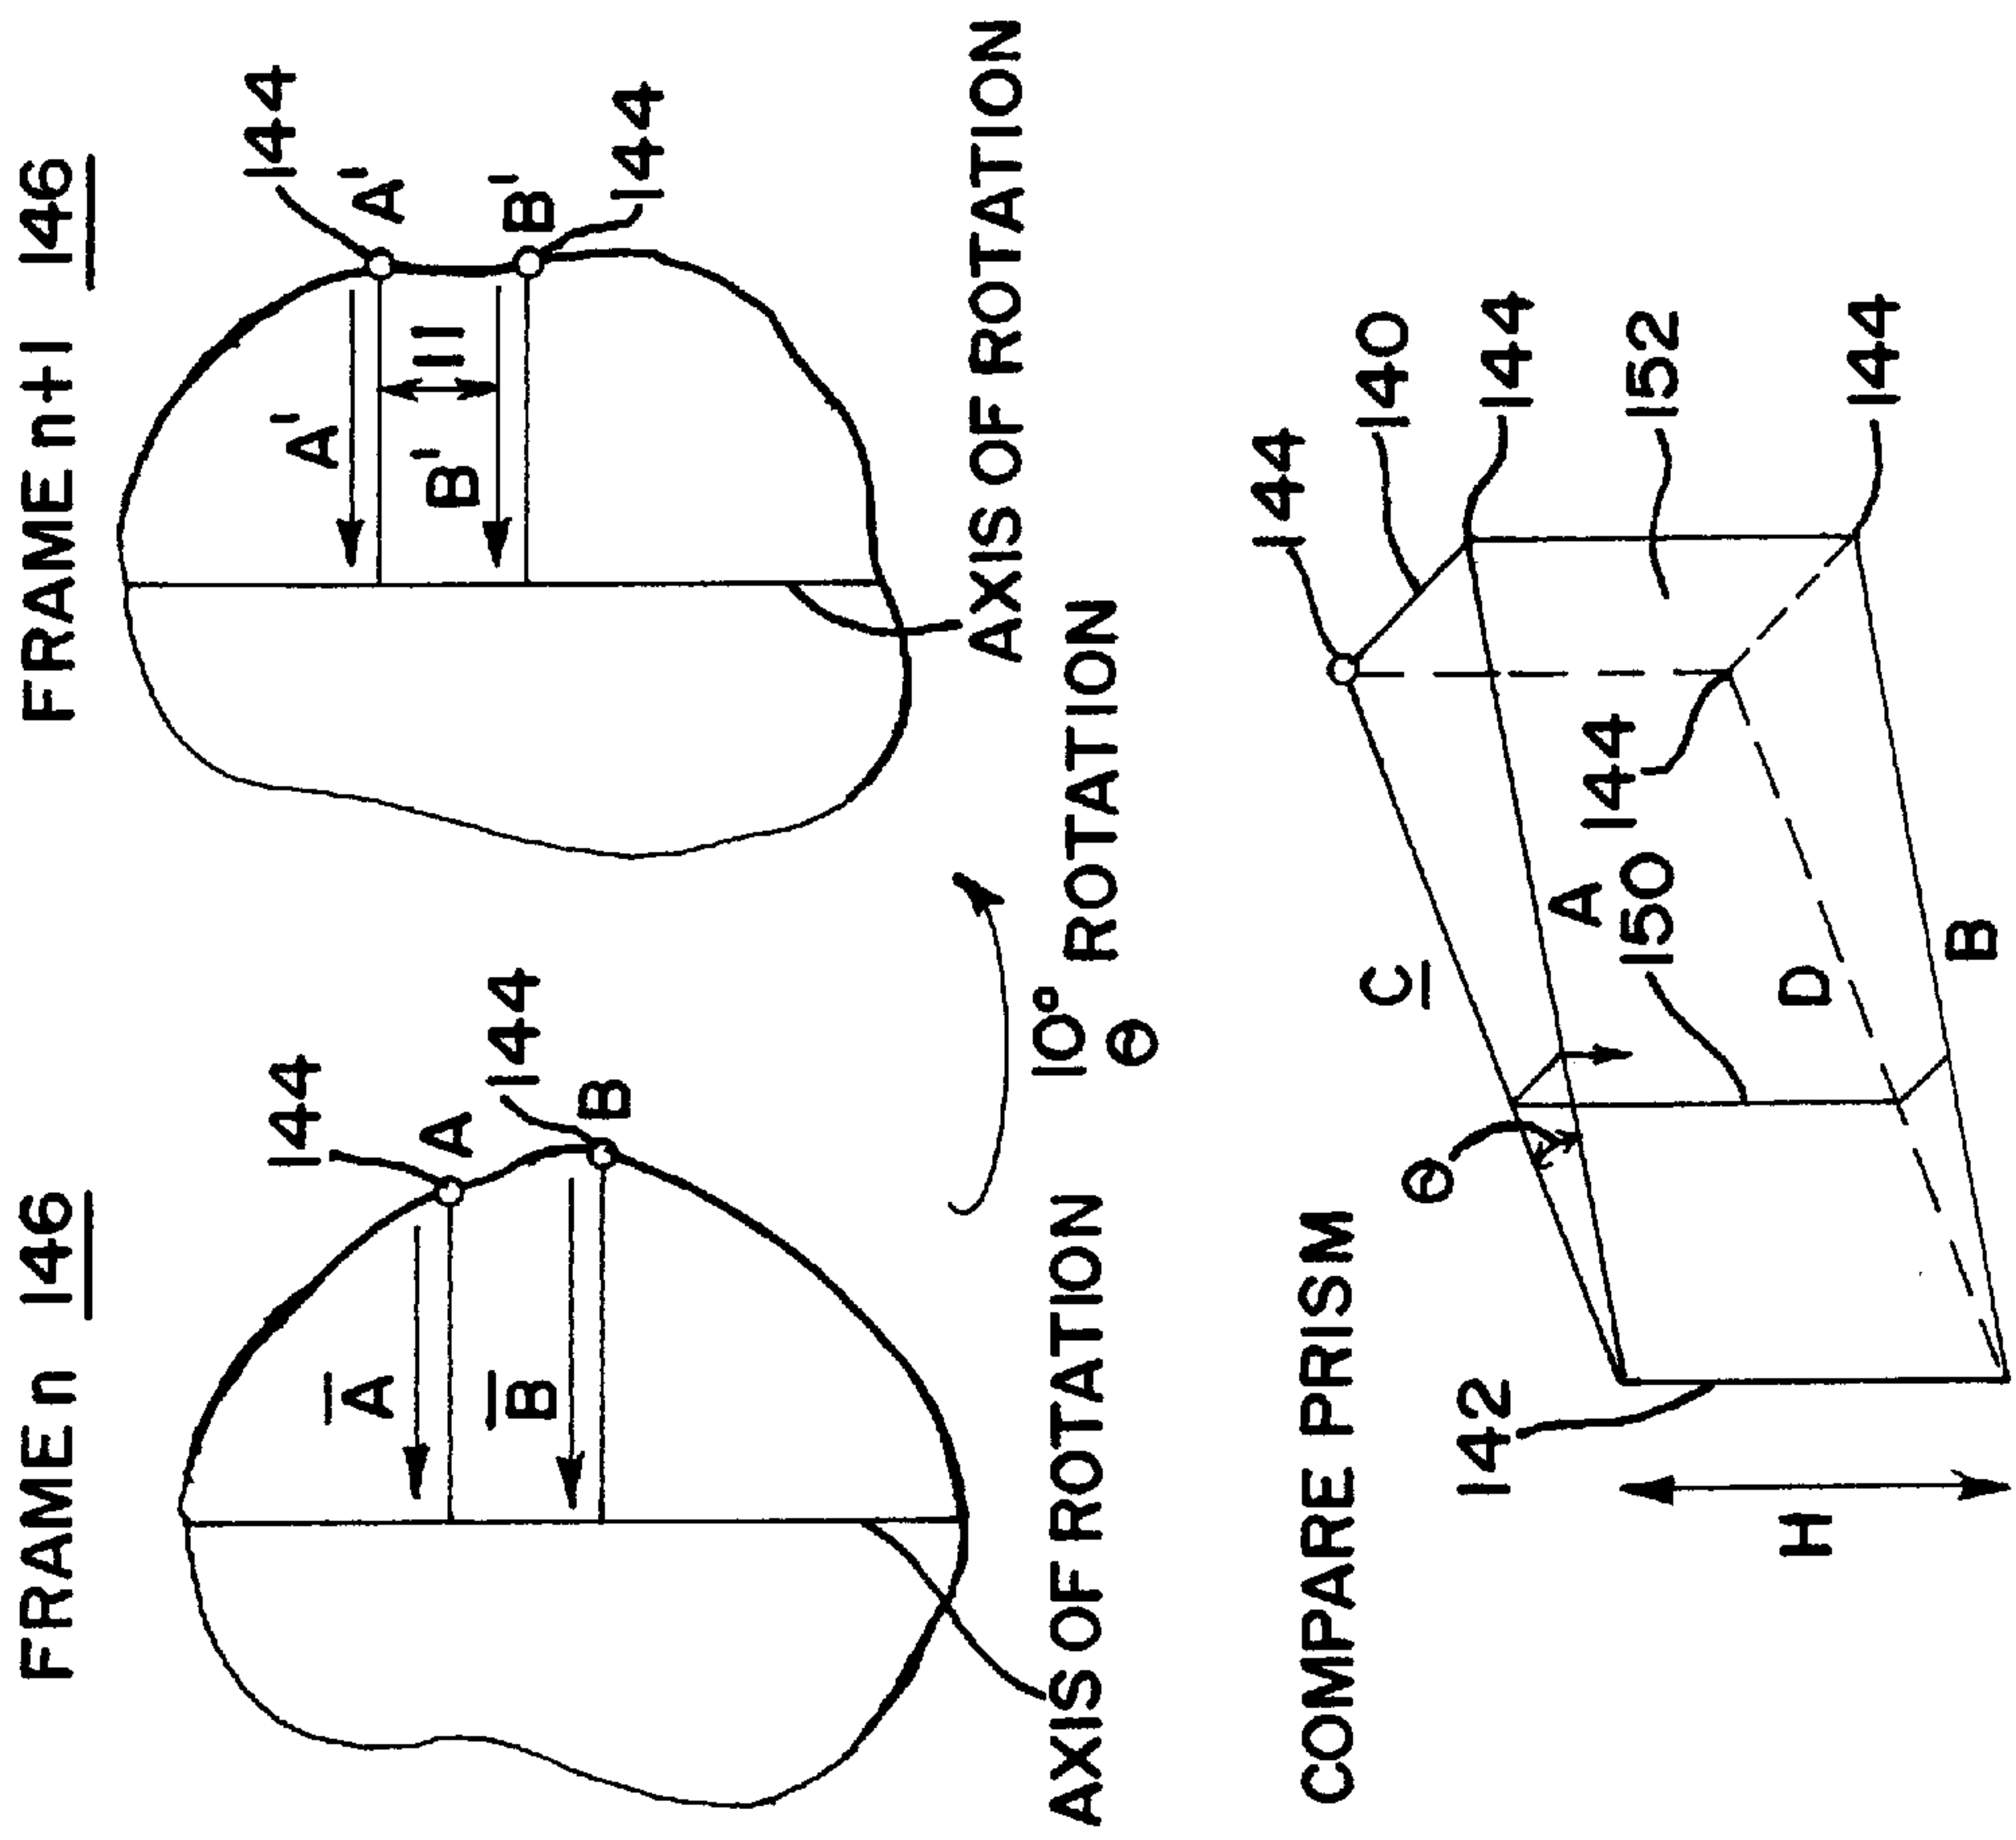 FRAME n 146
FRAME n+1 146
144
A
144
B
A
B
AXIS OF ROTATION
10° ROTATION
θ
144
A'
B'
144
A'
B'
111
AXIS OF ROTATION
COMPARE PRISM
144
140
144
152
144
144
C
A
150
D
B
θ
142
H